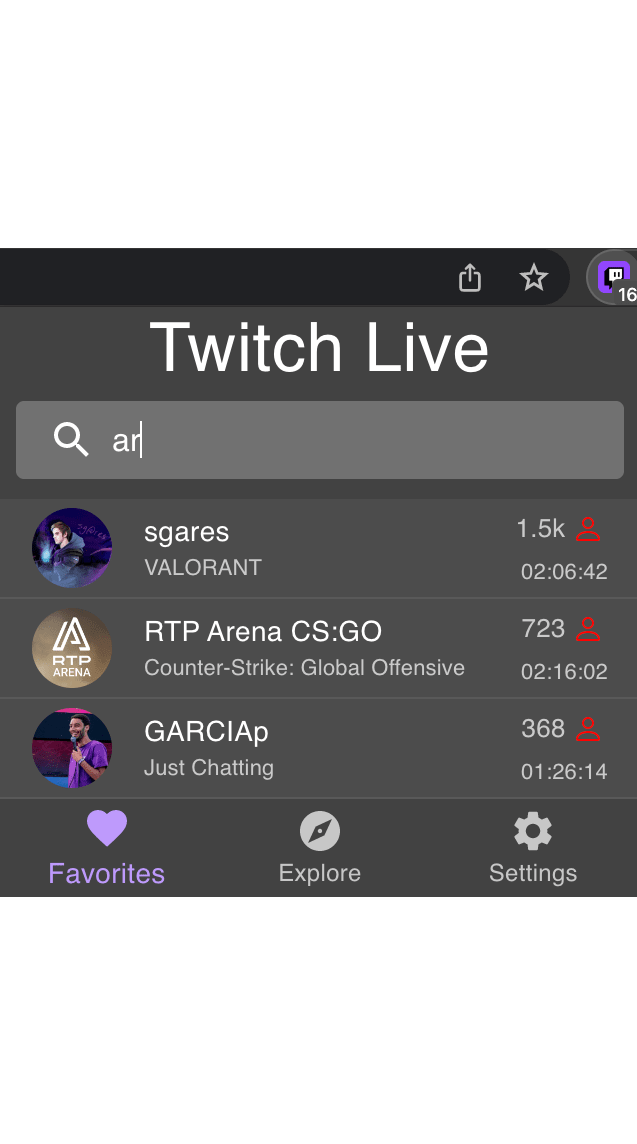 16
Twitch Live
ar
sgares
1.5k
VALORANT
02:06:42
RTP Arena CS:GO
723
Counter-Strike: Global Offensive
02:16:02
RTP
ARENA
GARCIAp
368
Just Chatting
01:26:14
Favorites
Explore
Settings